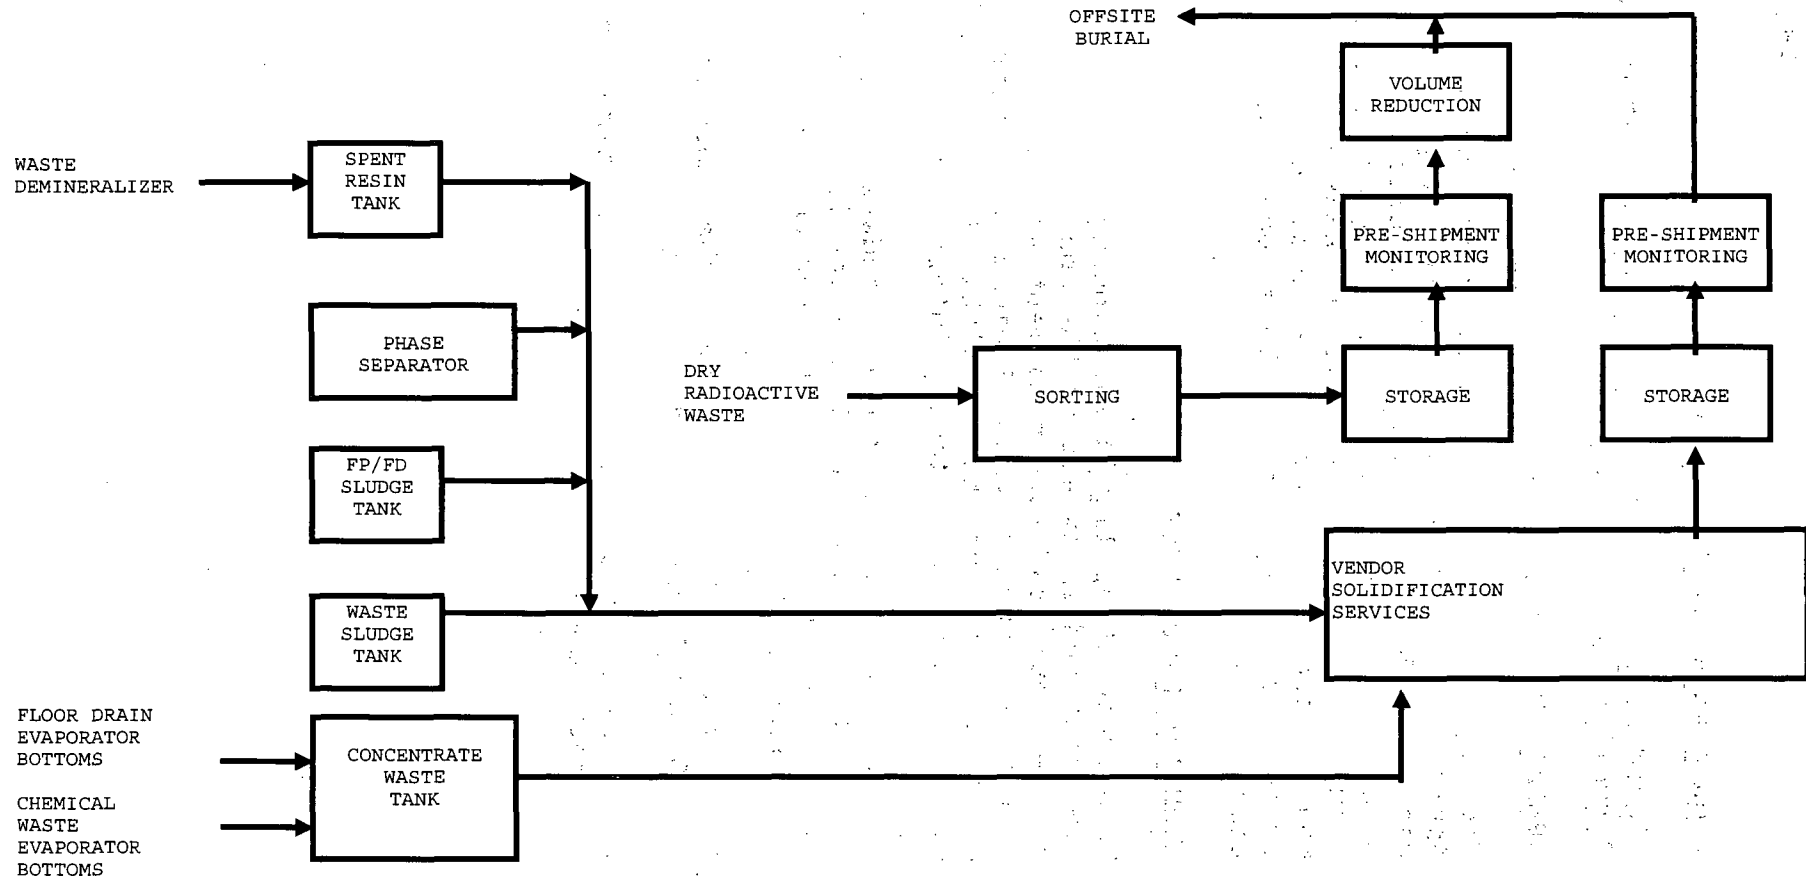 OFFSITE
BURIAL
VOLUME
REDUCTION
WASTE
DEMINERALIZER
SPENT
RESIN
TANK
PRE-SHIPMENT
MONITORING
PRE-SHIPMENT
MONITORING
PHASE
SEPARATOR
DRY
RADIOACTIVE
WASTE
SORTING
STORAGE
STORAGE
FP/FD
SLUDGE
TANK
VENDOR
SOLIDIFICATION
SERVICES
WASTE
SLUDGE
TANK
FLOOR DRAIN
EVAPORATOR
BOTTOMS
CONCENTRATE
WASTE
TANK
CHEMICAL
WASTE
EVAPORATOR
BOTTOMS